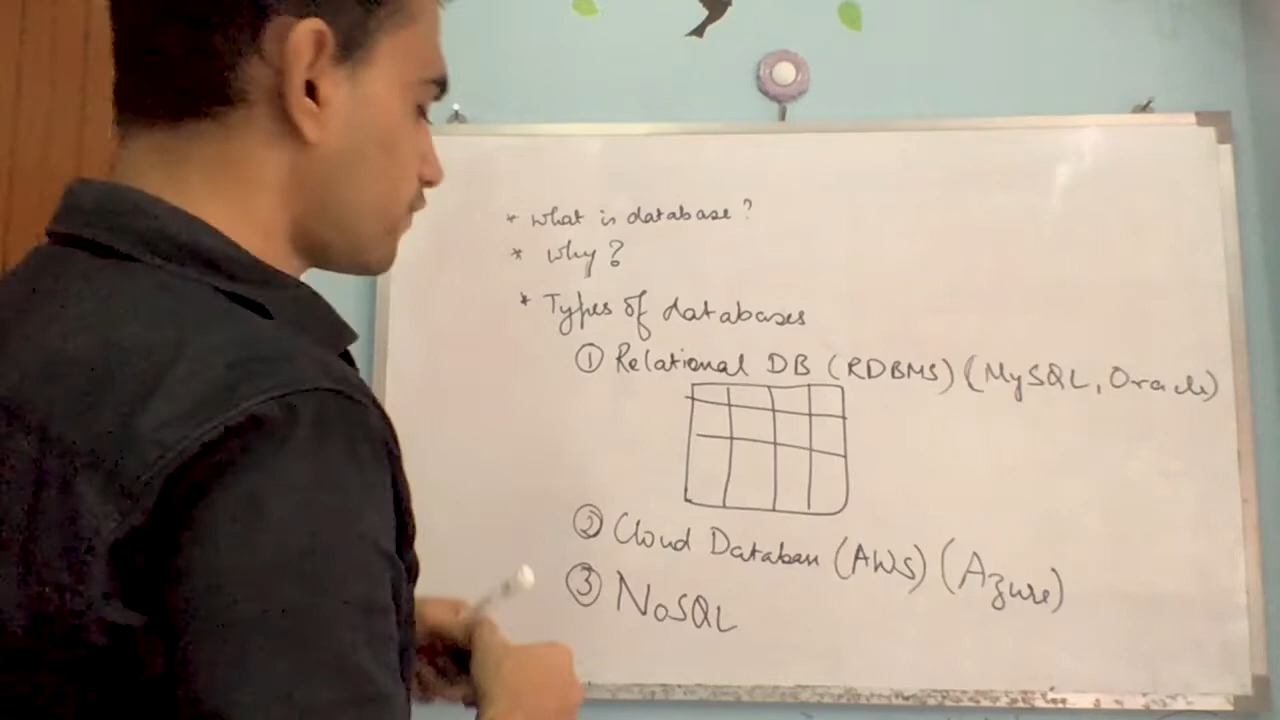 * What is database?
* Why?
* Types of databases
① Relational DB (RDBMS) (MySQL, Oracle)
② Cloud Database (AWS) (Azure)
③ NoSQL